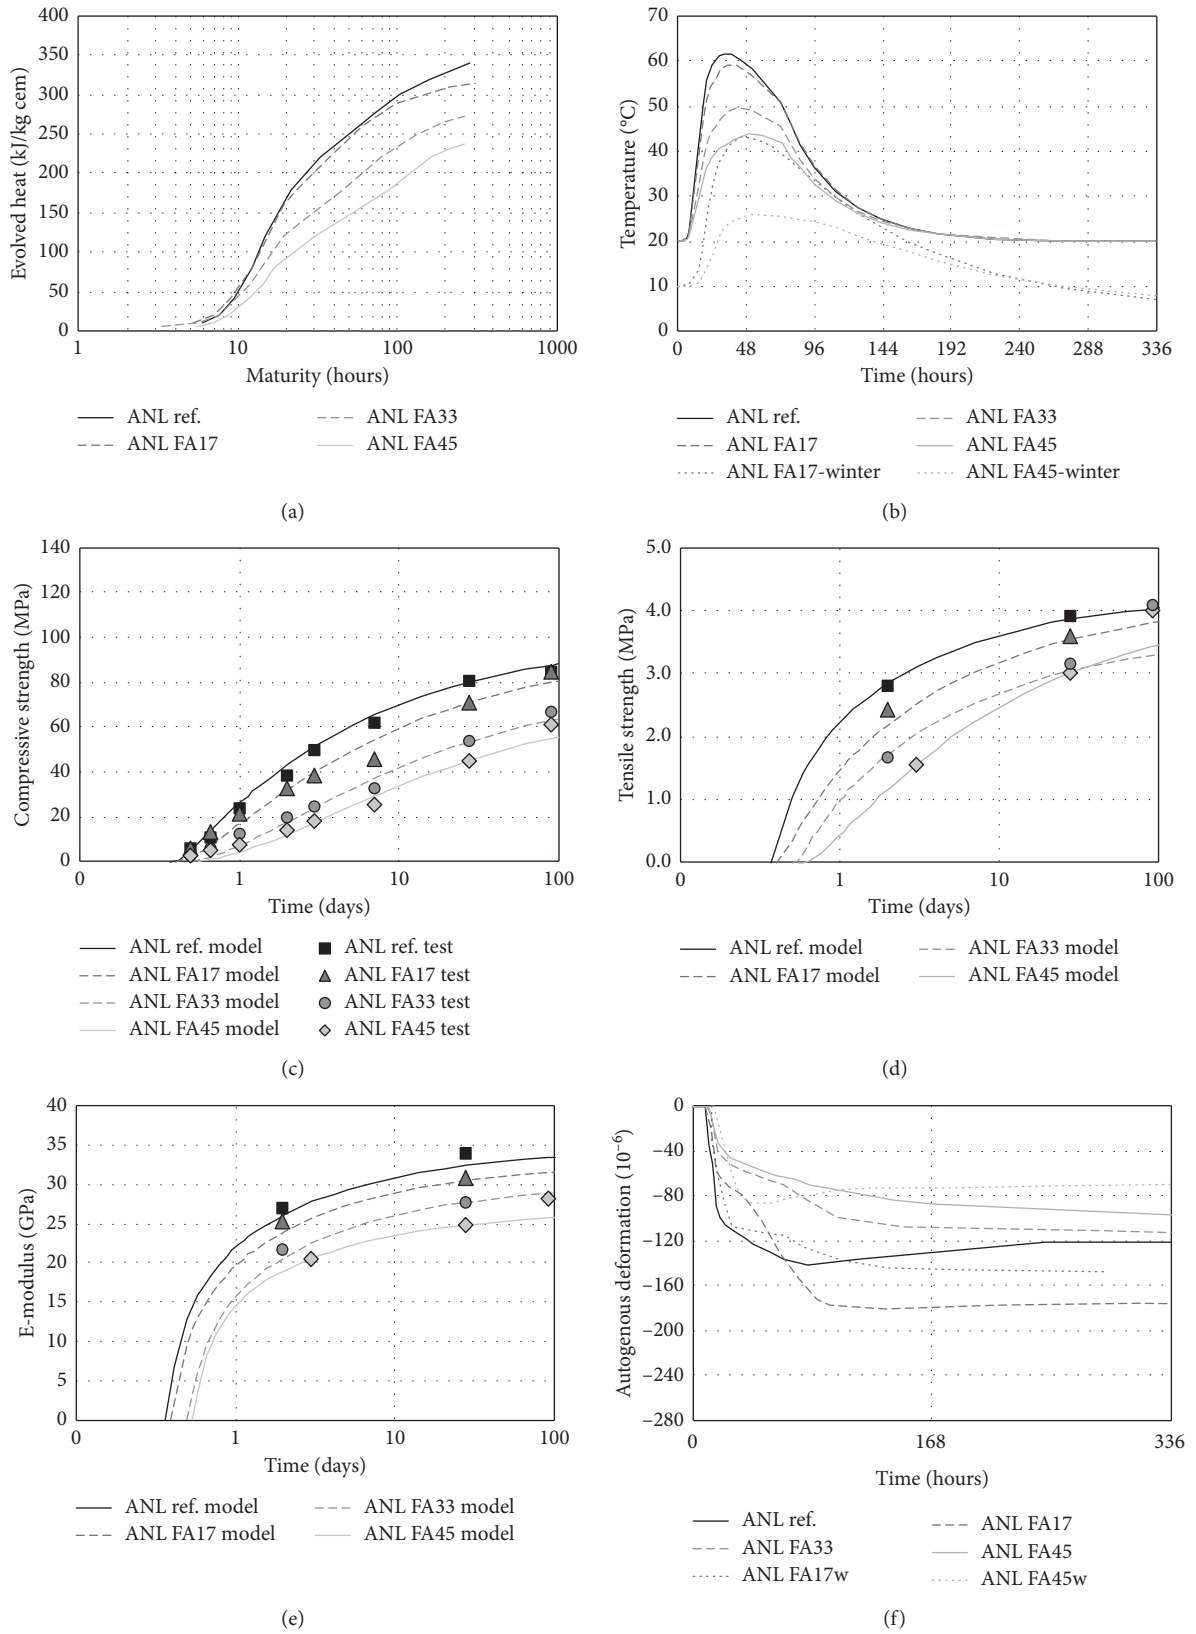 Evolved heat (kJ/kg cem)
400
350
300
250
200
150
100
50
0
1
10
100
1000
Maturity (hours)
ANL ref.
ANL FA17
ANL FA33
ANL FA45
(a)
Temperature (°C)
70
60
50
40
30
20
10
0
0
48
96
144
192
240
288
336
Time (hours)
ANL ref.
ANL FA17
ANL FA17-winter
ANL FA33
ANL FA45
ANL FA45-winter
(b)
Compressive strength (MPa)
140
120
100
80
60
40
20
0
0
1
10
100
Time (days)
ANL ref. model
ANL FA17 model
ANL FA33 model
ANL FA45 model
ANL ref. test
ANL FA17 test
ANL FA33 test
ANL FA45 test
(c)
Tensile strength (MPa)
5.0
4.0
3.0
2.0
1.0
0.0
0
1
10
100
Time (days)
ANL ref. model
ANL FA17 model
ANL FA33 model
ANL FA45 model
(d)
E-modulus (GPa)
40
35
30
25
20
15
10
5
0
0
1
10
100
Time (days)
ANL ref. model
ANL FA17 model
ANL FA33 model
ANL FA45 model
(e)
Autogenous deformation (10⁻⁶)
0
−40
−80
−120
−160
−200
−240
−280
0
168
336
Time (hours)
ANL ref.
ANL FA33
ANL FA17w
ANL FA17
ANL FA45
ANL FA45w
(f)